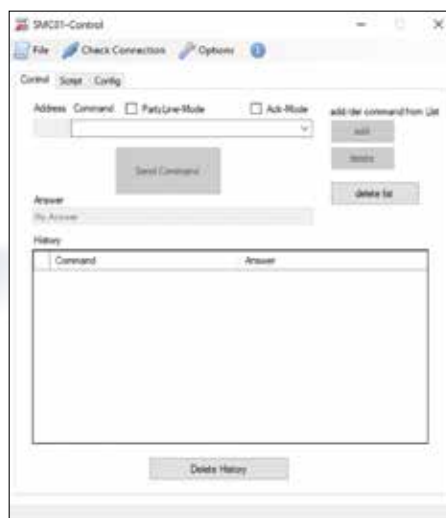 SMC01-Control
File Check Connection Options
Control Script Config
Address Command PartyLine-Mode Ack-Mode add/der command from List
add
delete
Send Command
delete list
Answer
No Answer
History
Command Answer
Delete History